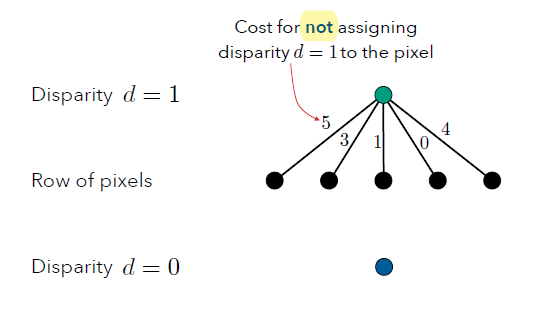 Cost for not assigning
disparity d = 1 to the pixel
Disparity d = 1
5
3
1
0
4
Row of pixels
Disparity d = 0